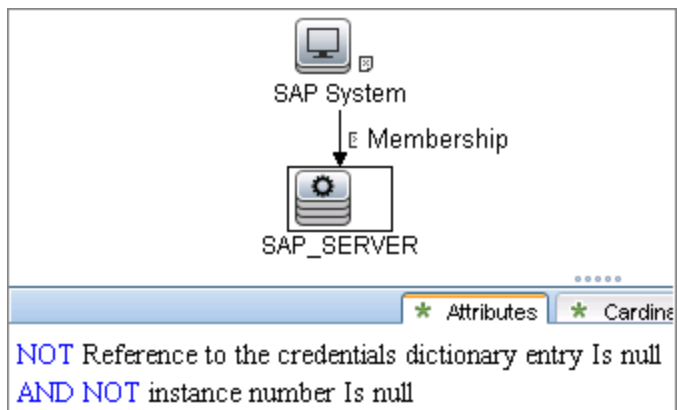 SAP System
Membership
SAP_SERVER
Attributes
Cardina
NOT Reference to the credentials dictionary entry Is null
AND NOT instance number Is null